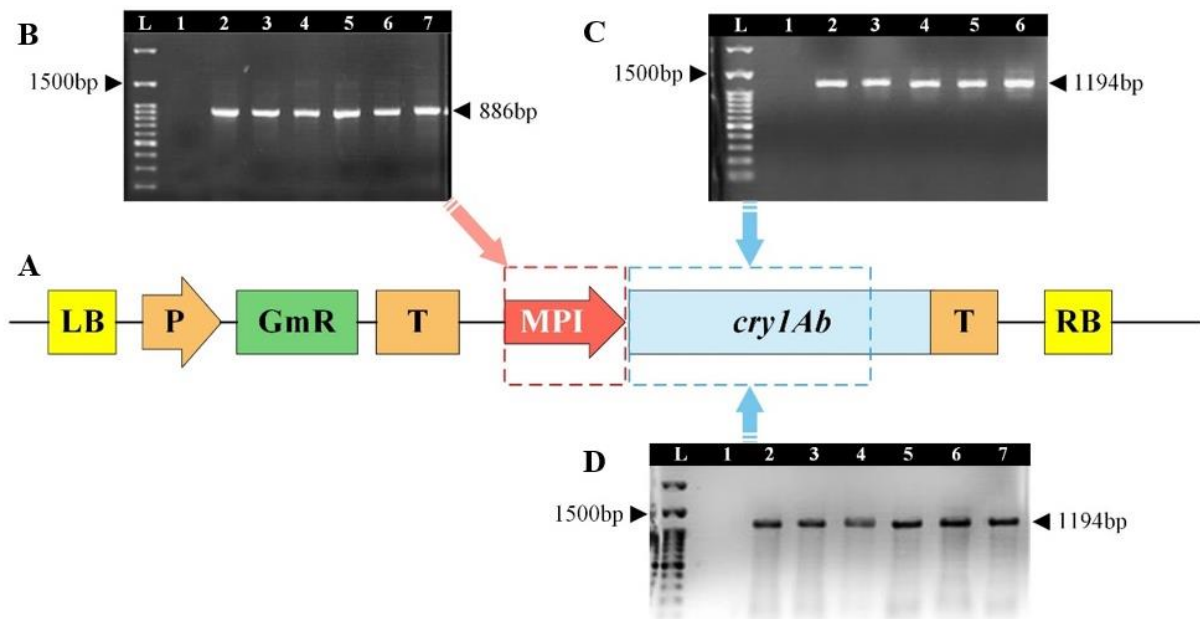 B
L 1 2 3 4 5 6 7
1500bp
886bp
C
L 1 2 3 4 5 6
1500bp
1194bp
A
LB P GmR T MPI cry1Ab T RB
D
L 1 2 3 4 5 6 7
1500bp
1194bp